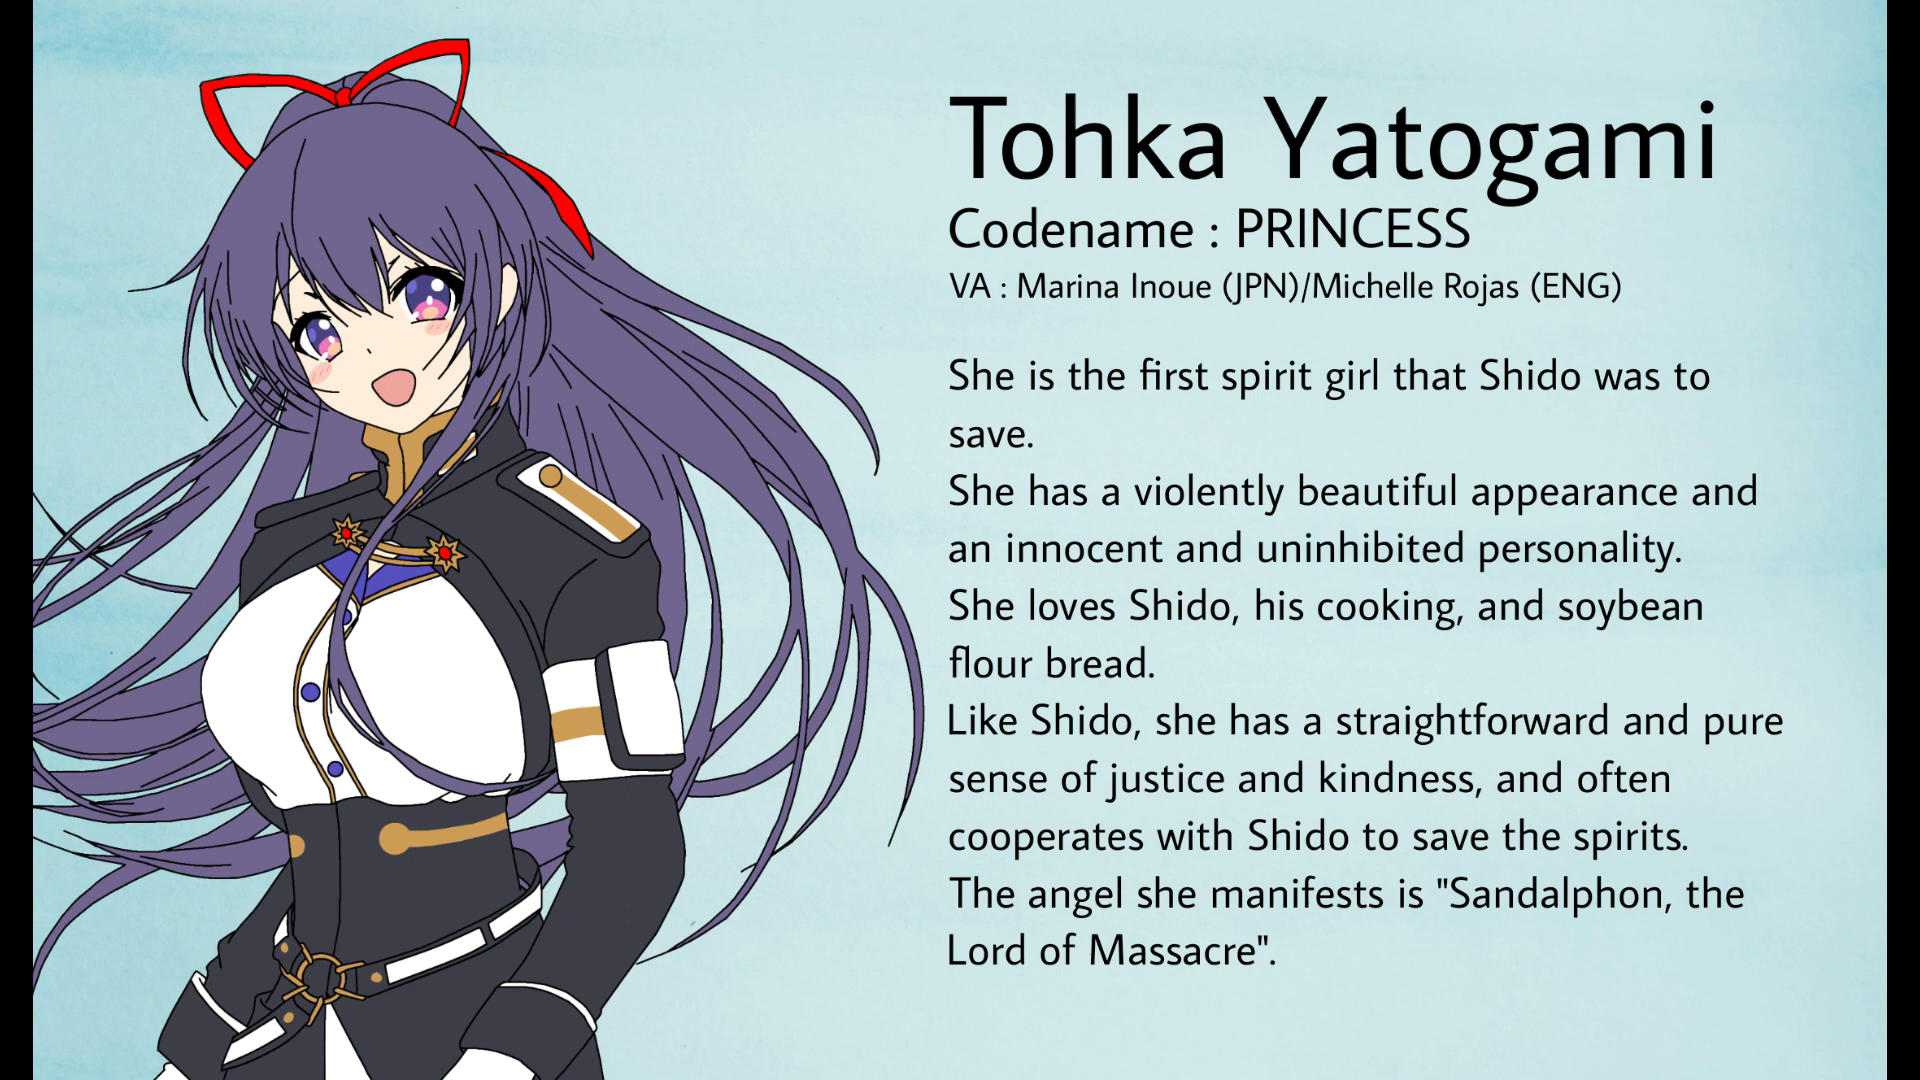 Tohka Yatogami
Codename : PRINCESS
VA : Marina Inoue (JPN)/Michelle Rojas (ENG)
She is the first spirit girl that Shido was to
save.
She has a violently beautiful appearance and
an innocent and uninhibited personality.
She loves Shido, his cooking, and soybean
flour bread.
Like Shido, she has a straightforward and pure
sense of justice and kindness, and often
cooperates with Shido to save the spirits.
The angel she manifests is "Sandalphon, the
Lord of Massacre".